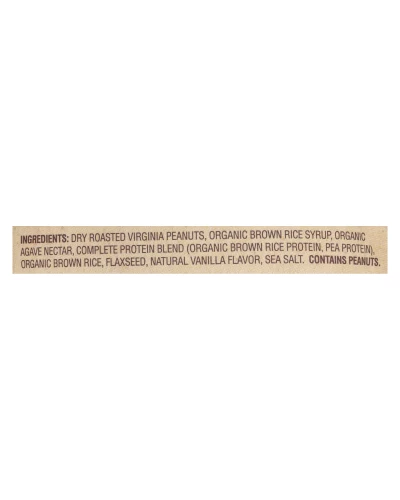 INGREDIENTS: DRY ROASTED VIRGINIA PEANUTS, ORGANIC BROWN RICE SYRUP, ORGANIC
AGAVE NECTAR, COMPLETE PROTEIN BLEND (ORGANIC BROWN RICE PROTEIN, PEA PROTEIN),
ORGANIC BROWN RICE, FLAXSEED, NATURAL VANILLA FLAVOR, SEA SALT. CONTAINS PEANUTS.